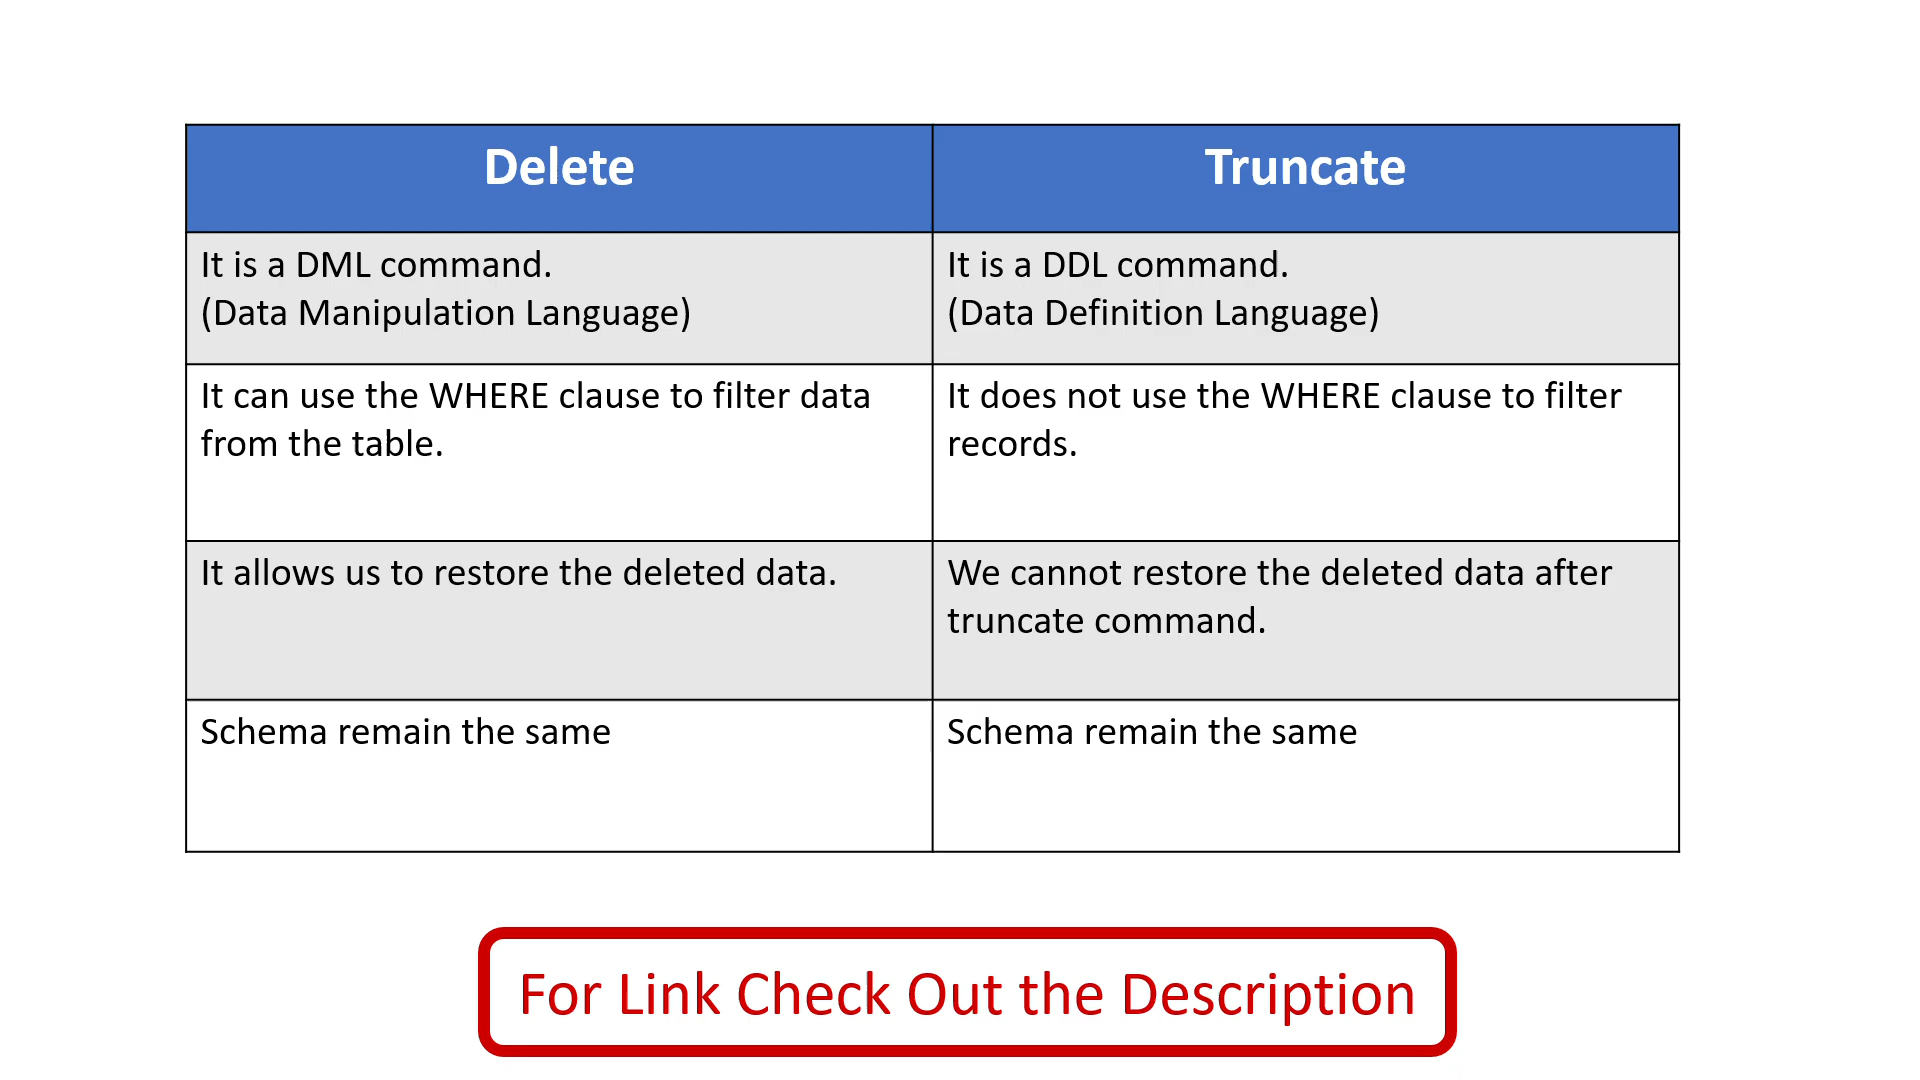 Delete
Truncate
It is a DML command.
(Data Manipulation Language)
It is a DDL command.
(Data Definition Language)
It can use the WHERE clause to filter data
from the table.
It does not use the WHERE clause to filter
records.
It allows us to restore the deleted data.
We cannot restore the deleted data after
truncate command.
Schema remain the same
Schema remain the same
For Link Check Out the Description